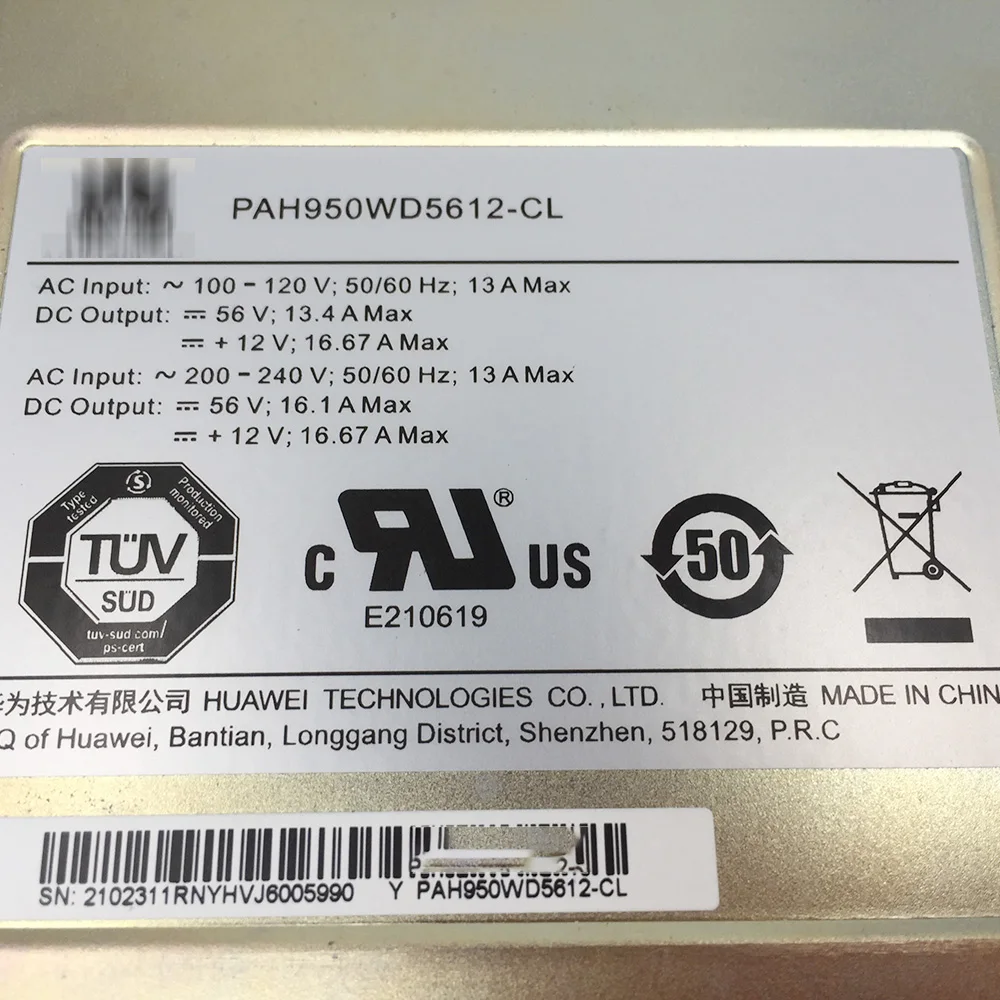 PAH950WD5612-CL
AC Input: ~ 100 - 120 V; 50/60 Hz; 13 A Max
DC Output: ⎓ 56 V; 13.4 A Max
⎓ + 12 V; 16.67 A Max
AC Input: ~ 200 - 240 V; 50/60 Hz; 13 A Max
DC Output: ⎓ 56 V; 16.1 A Max
⎓ + 12 V; 16.67 A Max
Type tested
Production monitored
TÜV
SÜD
tuv-sud.com/
ps-cert
C RU® US
E210619
50
为技术有限公司 HUAWEI TECHNOLOGIES CO., LTD. 中国制造 MADE IN CHIN
Q of Huawei, Bantian, Longgang District, Shenzhen, 518129, P.R.C
SN: 2102311RNYHVJ6005990 Y PAH950WD5612-CL